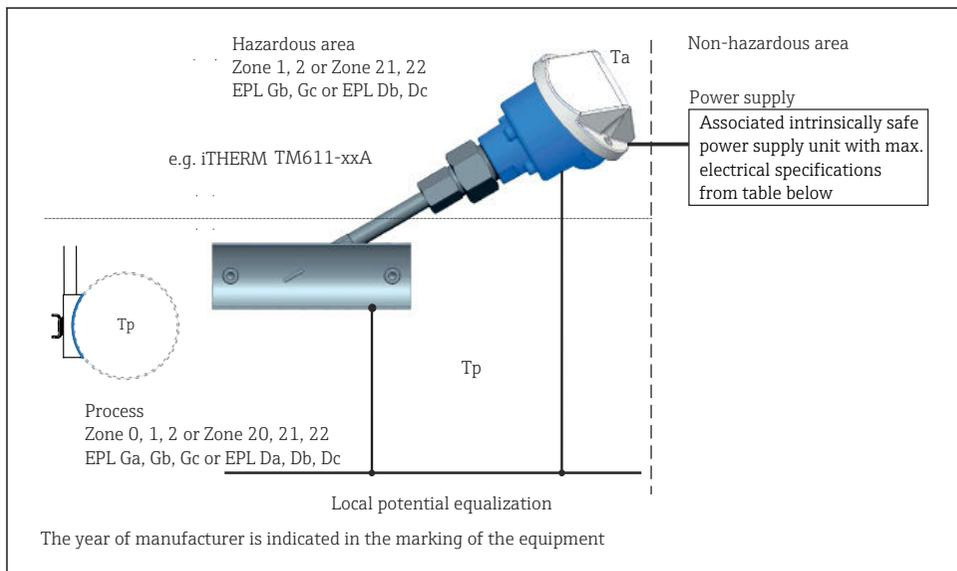 Hazardous area
Zone 1, 2 or Zone 21, 22
EPL Gb, Gc or EPL Db, Dc
Ta
Non-hazardous area
Power supply
Associated intrinsically safe
power supply unit with max.
electrical specifications
from table below
e.g. iTHERM TM611-xxA
Tp
Tp
Process
Zone 0, 1, 2 or Zone 20, 21, 22
EPL Ga, Gb, Gc or EPL Da, Db, Dc
Local potential equalization
The year of manufacturer is indicated in the marking of the equipment